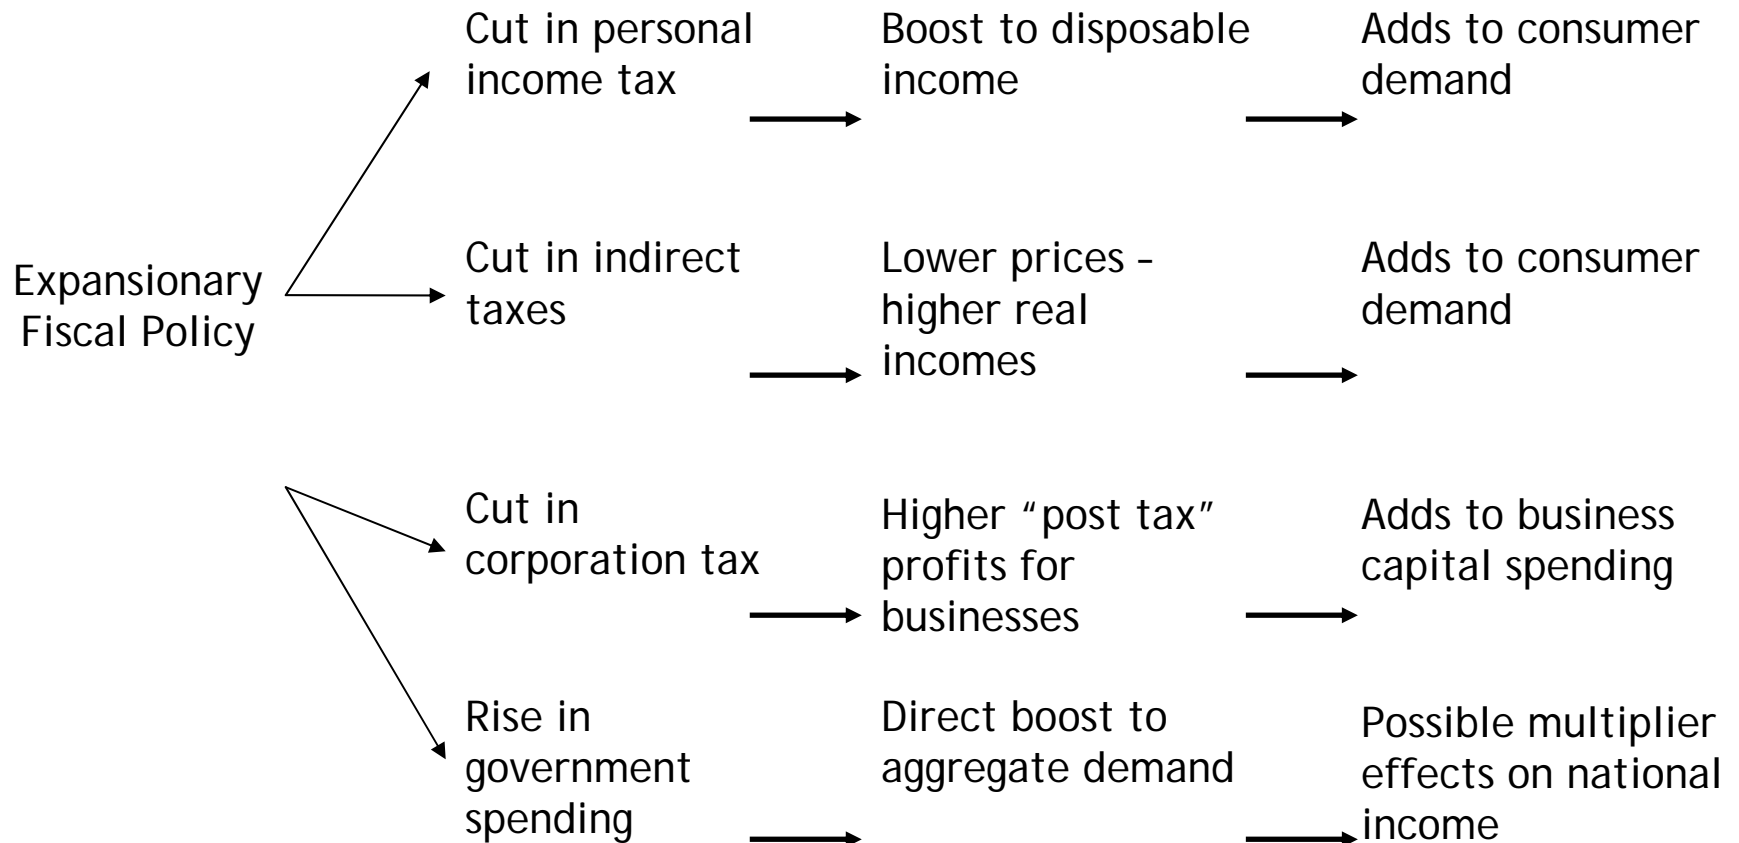 Cut in personal
income tax
Boost to disposable
income
Adds to consumer
demand
Expansionary
Fiscal Policy
Cut in indirect
taxes
Lower prices –
higher real
incomes
Adds to consumer
demand
Cut in
corporation tax
Higher “post tax”
profits for
businesses
Adds to business
capital spending
Rise in
government
spending
Direct boost to
aggregate demand
Possible multiplier
effects on national
income